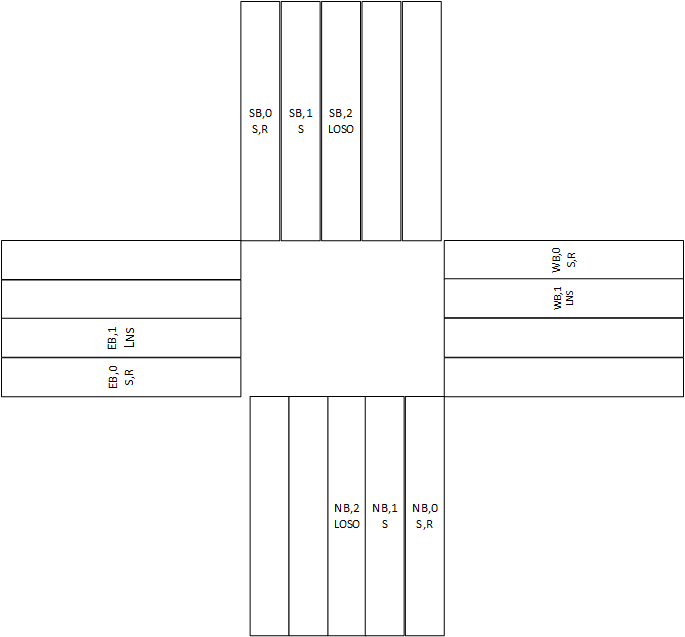 SB,0
S,R
SB,1
S
SB,2
LOSO
WB,0
S,R
WB,1
LNS
EB,1
LNS
EB,0
S,R
NB,2
LOSO
NB,1
S
NB,0
S,R